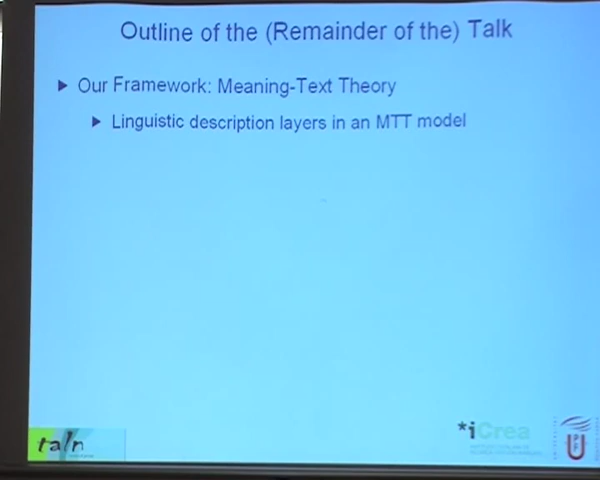 Outline of the (Remainder of the) Talk
Our Framework: Meaning-Text Theory
Linguistic description layers in an MTT model
taln
*iCrea